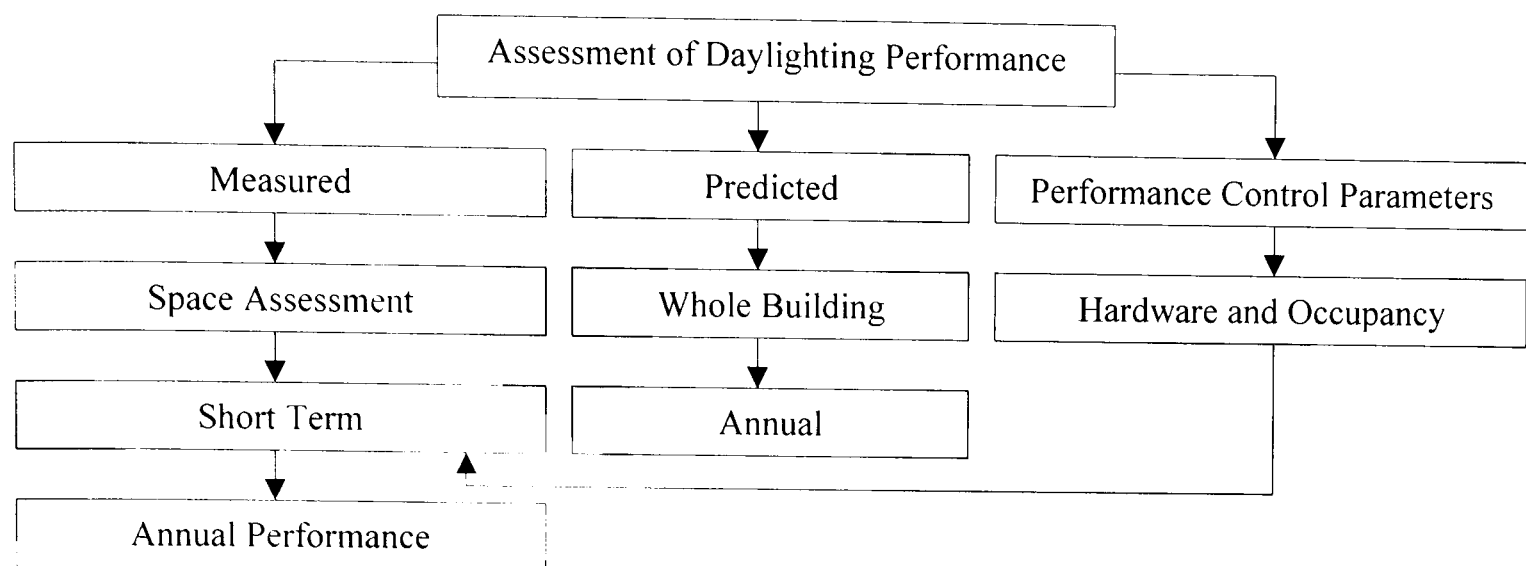 Assessment of Daylighting Performance
Measured
Predicted
Performance Control Parameters
Space Assessment
Whole Building
Hardware and Occupancy
Short Term
Annual
Annual Performance